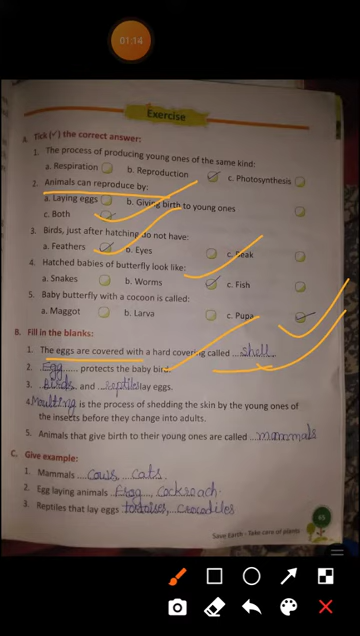 01:14
Exercise
A. Tick (✓) the correct answer:
1. The process of producing young ones of the same kind:
a. Respiration b. Reproduction c. Photosynthesis
2. Animals can reproduce by:
a. Laying eggs b. Giving birth to young ones
c. Both
3. Birds, just after hatching do not have:
a. Feathers b. Eyes c. Beak
4. Hatched babies of butterfly look like:
a. Snakes b. Worms c. Fish
5. Baby butterfly with a cocoon is called:
a. Maggot b. Larva c. Pupa
B. Fill in the blanks:
1. The eggs are covered with a hard covering called ...shell...
2. ..Egg.... protects the baby bird.
3. ..Birds.. and ..Reptiles lay eggs.
4. Moulting is the process of shedding the skin by the young ones of
the insects before they change into adults.
5. Animals that give birth to their young ones are called ...mammals
C. Give example:
1. Mammals ...cows, cats.
2. Egg laying animals .Frog..., cockroach.
3. Reptiles that lay eggs tortoises, crocodiles
95
Save Earth - Take care of plants